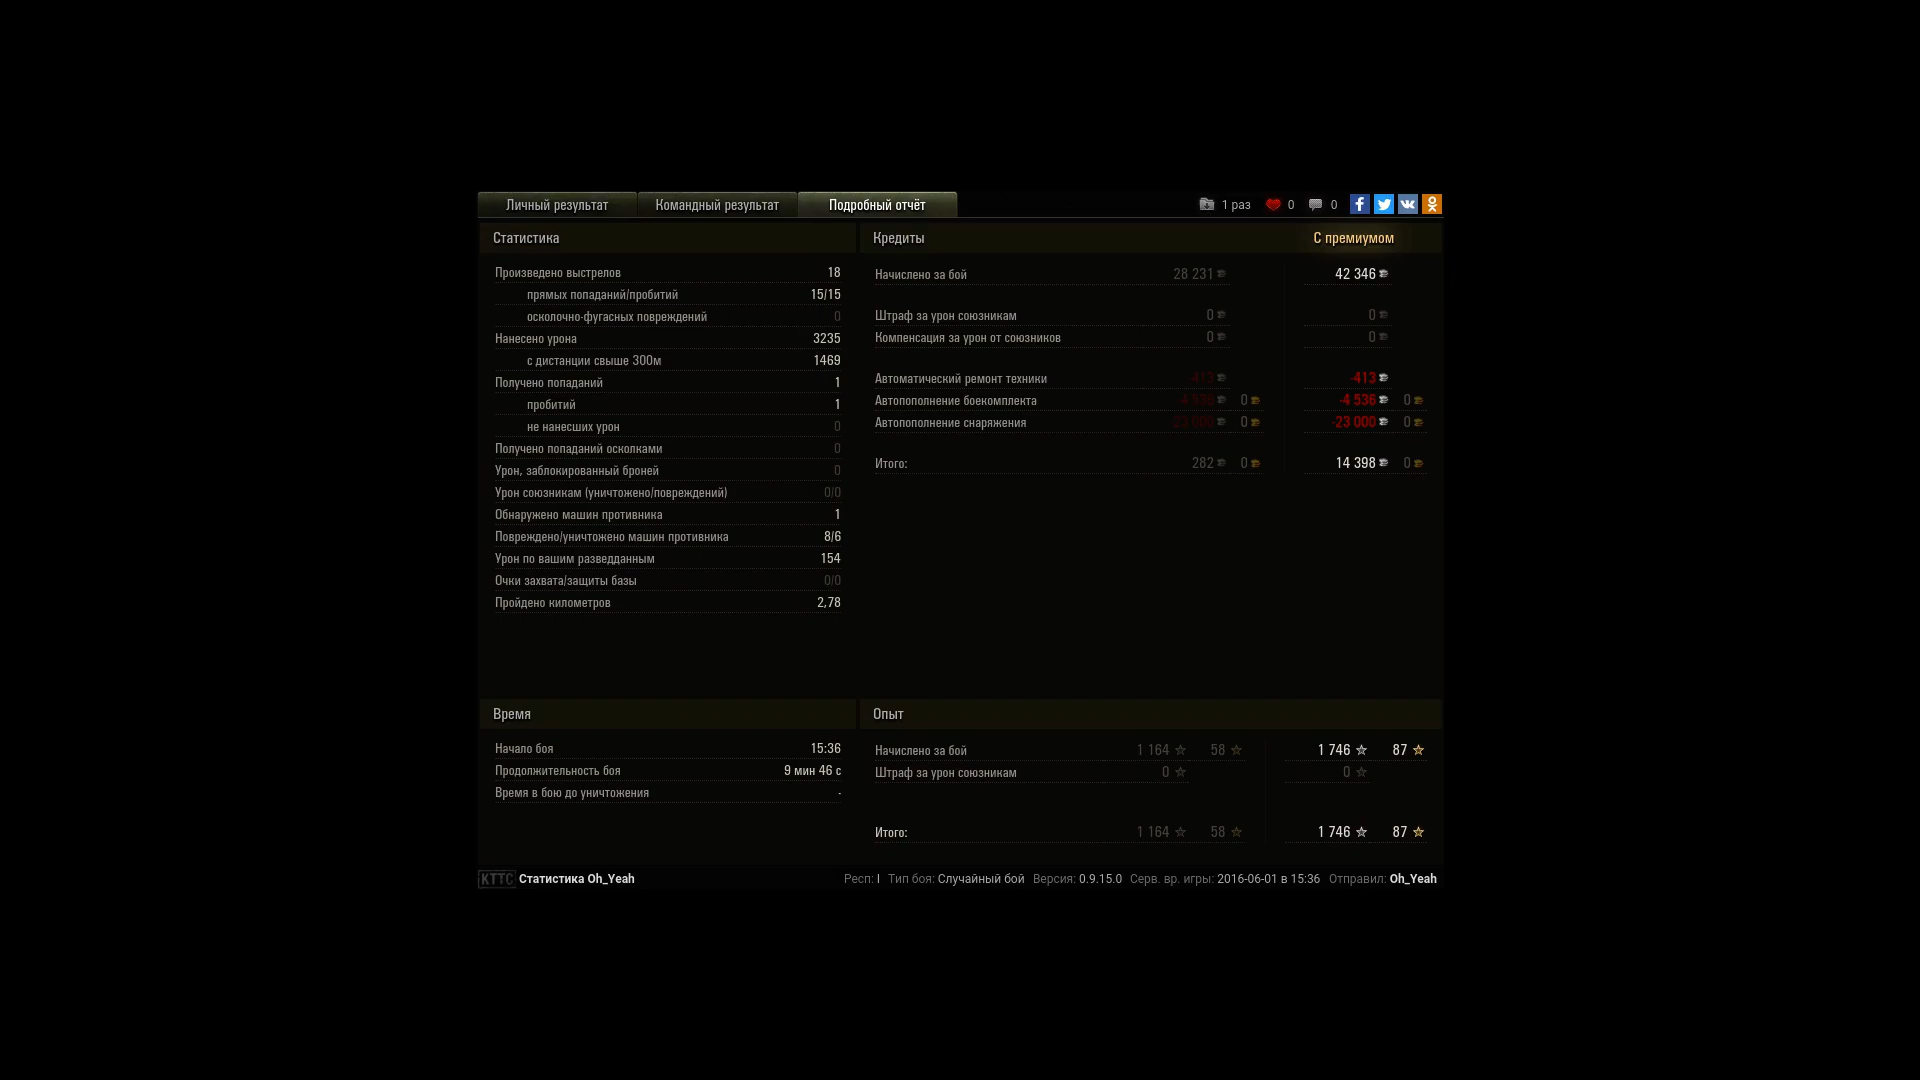 Личный результат Командный результат Подробный отчёт 1 раз 0 0
Статистика
Произведено выстрелов 18
прямых попаданий/пробитий 15/15
осколочно-фугасных повреждений 0
Нанесено урона 3235
с дистанции свыше 300м 1469
Получено попаданий 1
пробитий 1
не нанесших урон 0
Получено попаданий осколками 0
Урон, заблокированный броней 0
Урон союзникам (уничтожено/повреждений) 0/0
Обнаружено машин противника 1
Повреждено/уничтожено машин противника 8/6
Урон по вашим разведданным 154
Очки захвата/защиты базы 0/0
Пройдено километров 2,78
Кредиты С премиумом
Начислено за бой 28 231 42 346
Штраф за урон союзникам 0 0
Компенсация за урон от союзников 0 0
Автоматический ремонт техники -413 -413
Автопополнение боекомплекта -4 536 0 -4 536 0
Автопополнение снаряжения -23 000 0 -23 000 0
Итого: 282 0 14 398 0
Время
Начало боя 15:36
Продолжительность боя 9 мин 46 с
Время в бою до уничтожения -
Опыт
Начислено за бой 1 164 58 1 746 87
Штраф за урон союзникам 0 0
Итого: 1 164 58 1 746 87
КТТС Статистика Oh_Yeah Респ: I Тип боя: Случайный бой Версия: 0.9.15.0 Серв. вр. игры: 2016-06-01 в 15:36 Отправил: Oh_Yeah